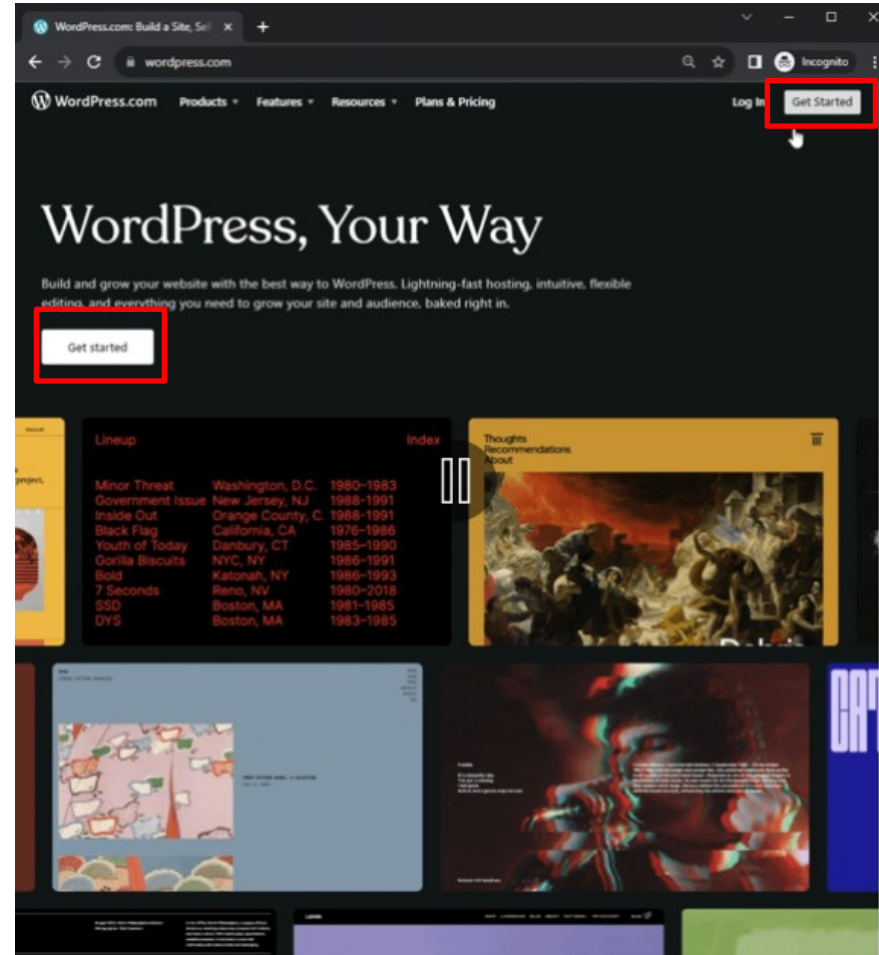 WordPress.com: Build a Site, Sel
wordpress.com
Incognito
WordPress.com Products Features Resources Plans & Pricing Log In Get Started
WordPress, Your Way
Build and grow your website with the best way to WordPress. Lightning-fast hosting, intuitive, flexible
editing, and everything you need to grow your site and audience, baked right in.
Get started
project,
Lineup Index
Minor Threat Washington, D.C. 1980–1983
Government Issue New Jersey, NJ 1988-1991
Inside Out Orange County, C. 1988-1991
Black Flag California, CA 1976–1986
Youth of Today Danbury, CT 1985–1990
Gorilla Biscuits NYC, NY 1986–1991
Bold Katonah, NY 1986–1993
7 Seconds Reno, NV 1980–2018
SSD Boston, MA 1981–1985
DYS Boston, MA 1983–1985
Thoughts
Recommendations
About